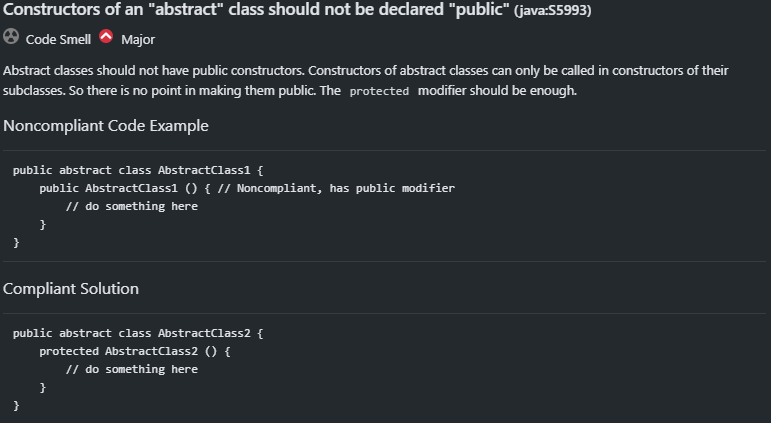 Constructors of an "abstract" class should not be declared "public" (java:S5993)
Code Smell Major
Abstract classes should not have public constructors. Constructors of abstract classes can only be called in constructors of their
subclasses. So there is no point in making them public. The protected modifier should be enough.
Noncompliant Code Example
public abstract class AbstractClass1 {
    public AbstractClass1 () { // Noncompliant, has public modifier
        // do something here
    }
}
Compliant Solution
public abstract class AbstractClass2 {
    protected AbstractClass2 () {
        // do something here
    }
}